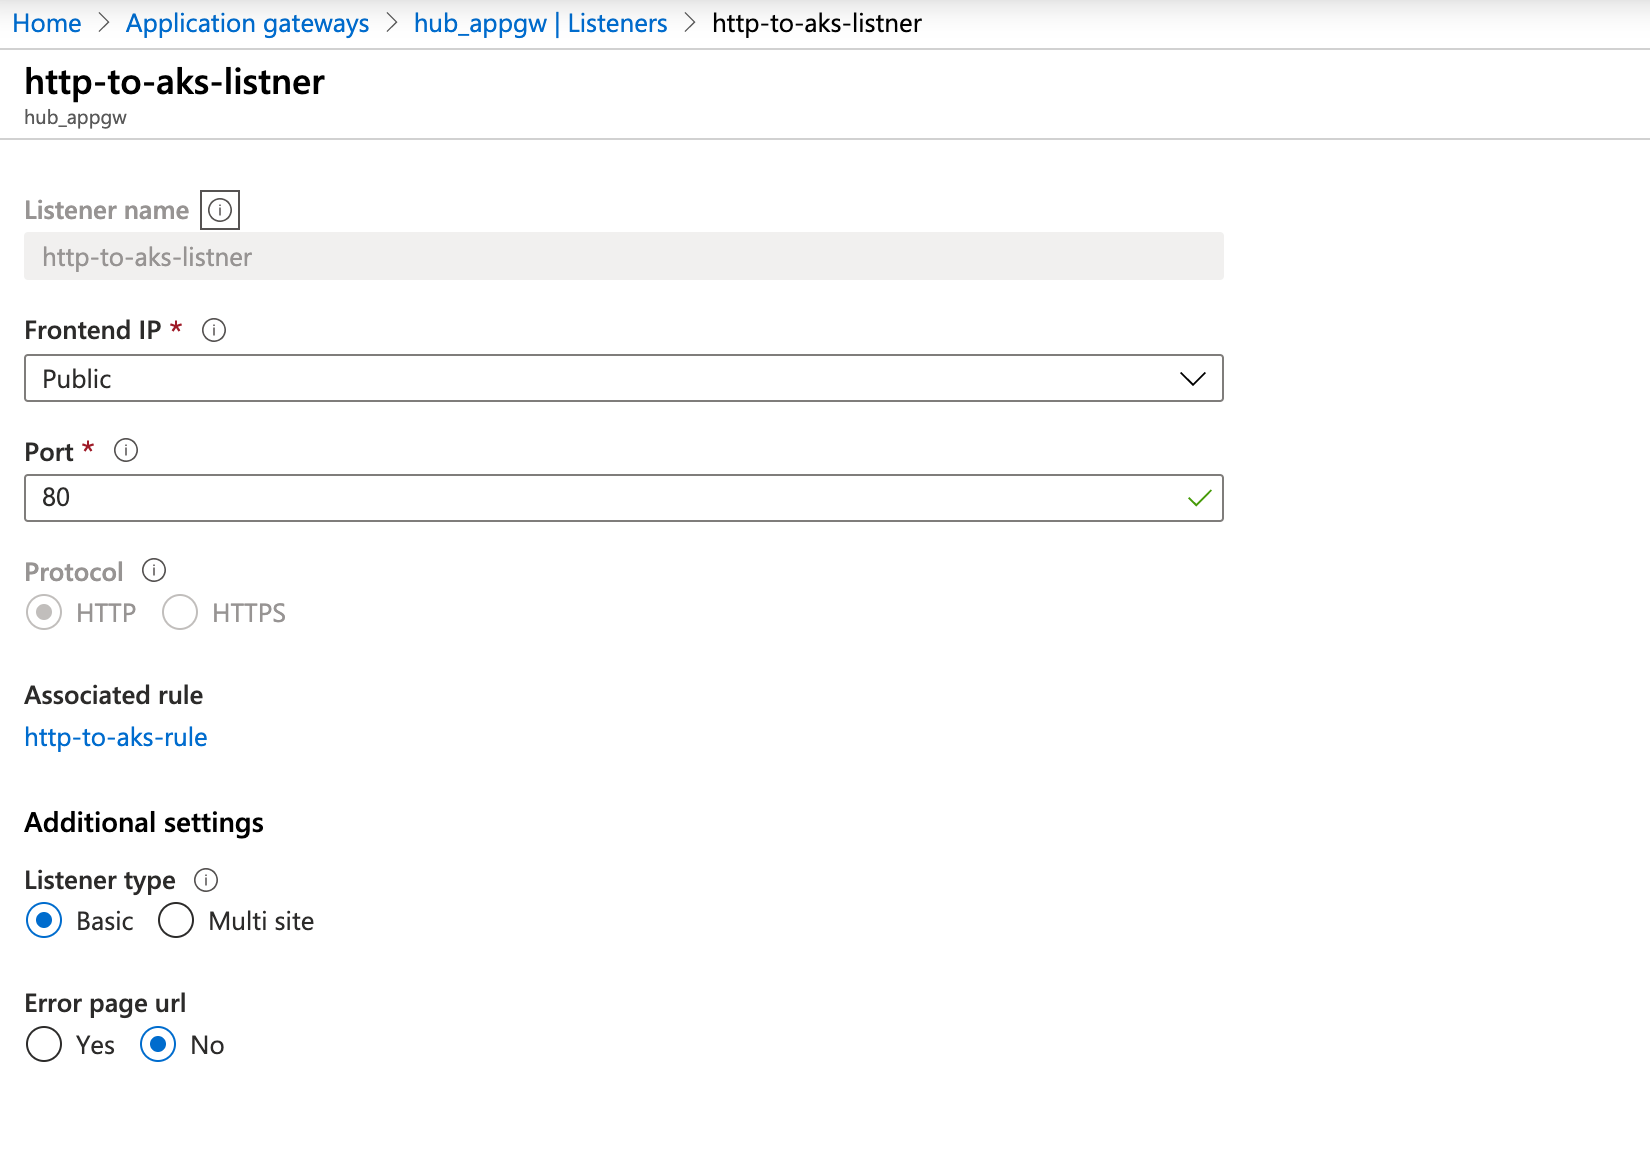 Home > Application gateways > hub_appgw | Listeners > http-to-aks-listner
http-to-aks-listner
hub_appgw
Listener name
http-to-aks-listner
Frontend IP *
Public
Port *
80
Protocol
HTTP HTTPS
Associated rule
http-to-aks-rule
Additional settings
Listener type
Basic Multi site
Error page url
Yes No